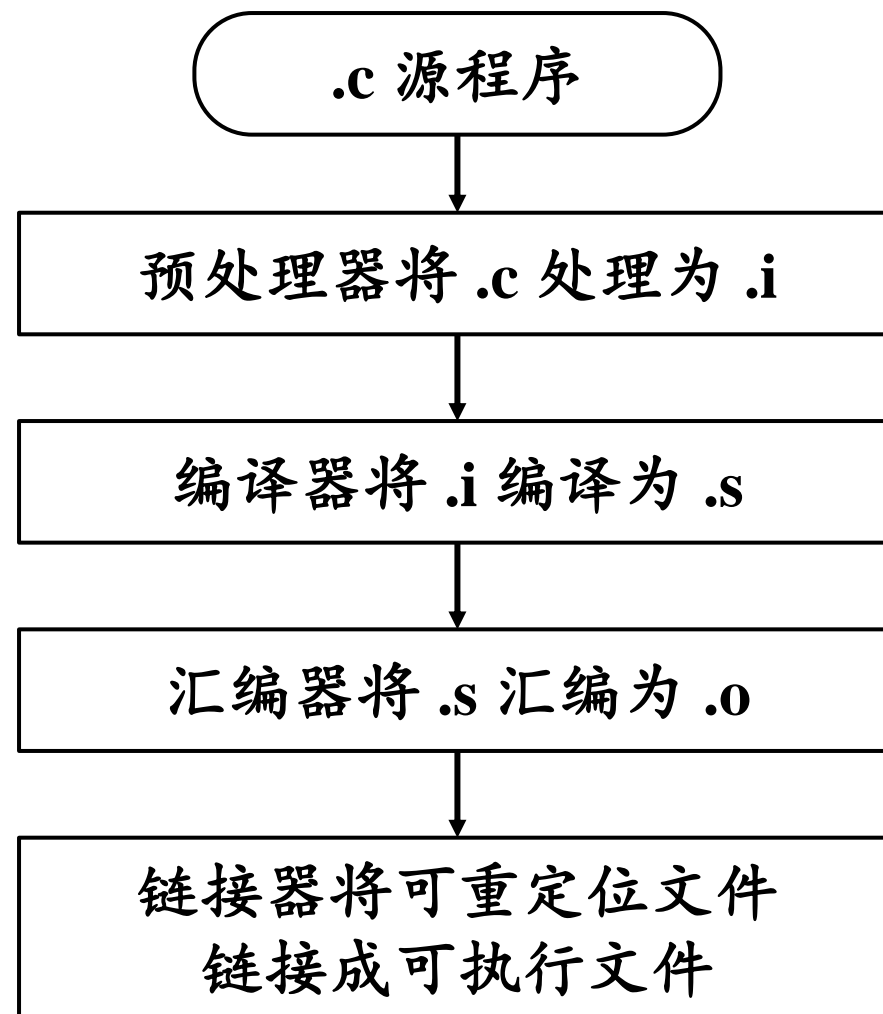 .c 源程序
预处理器将 .c 处理为 .i
编译器将 .i 编译为 .s
汇编器将 .s 汇编为 .o
链接器将可重定位文件
链接成可执行文件